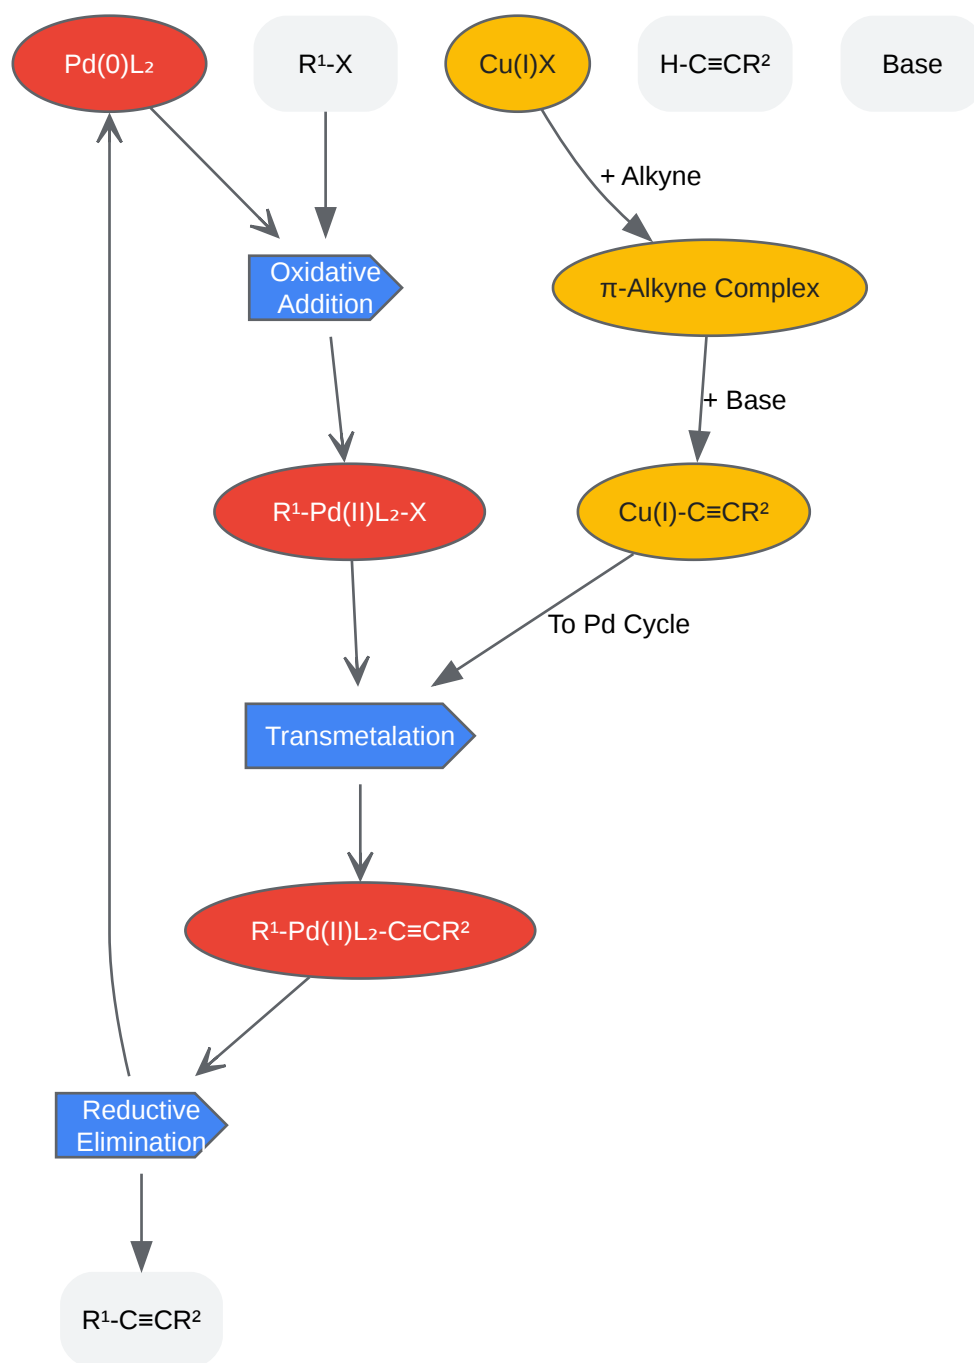 Pd(0)L₂
R¹-X
Cu(I)X
H-C≡CR²
Base
+ Alkyne
Oxidative
Addition
π-Alkyne Complex
+ Base
R¹-Pd(II)L₂-X
Cu(I)-C≡CR²
To Pd Cycle
Transmetalation
R¹-Pd(II)L₂-C≡CR²
Reductive
Elimination
R¹-C≡CR²